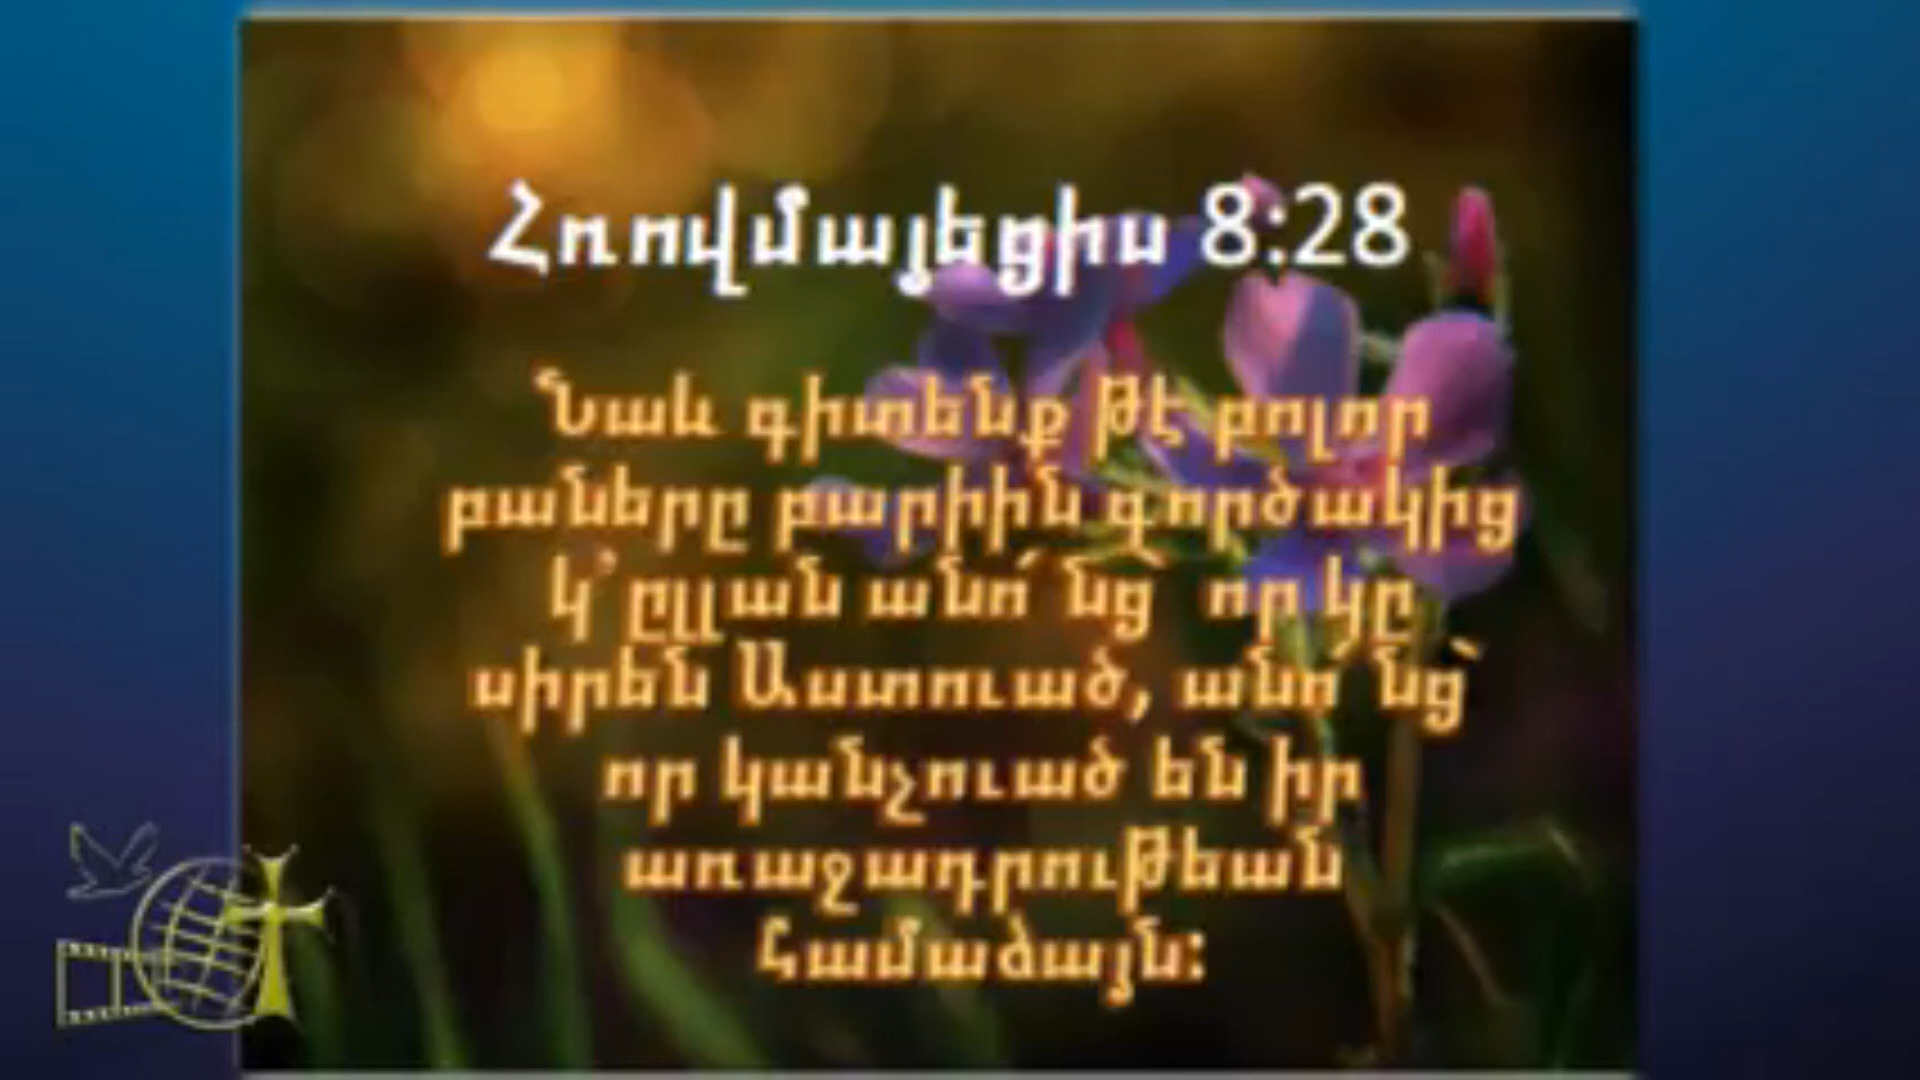 Հռովմայեցիս 8:28
Նաև գիտենք թէ բոլոր
բաները բարիին գործակից
կ՚ըլլան անո՛նց՝ որ կը
սիրեն Աստուած, անո՛նց՝
որ կանչուած են իր
առաջադրութեան
համաձայն: